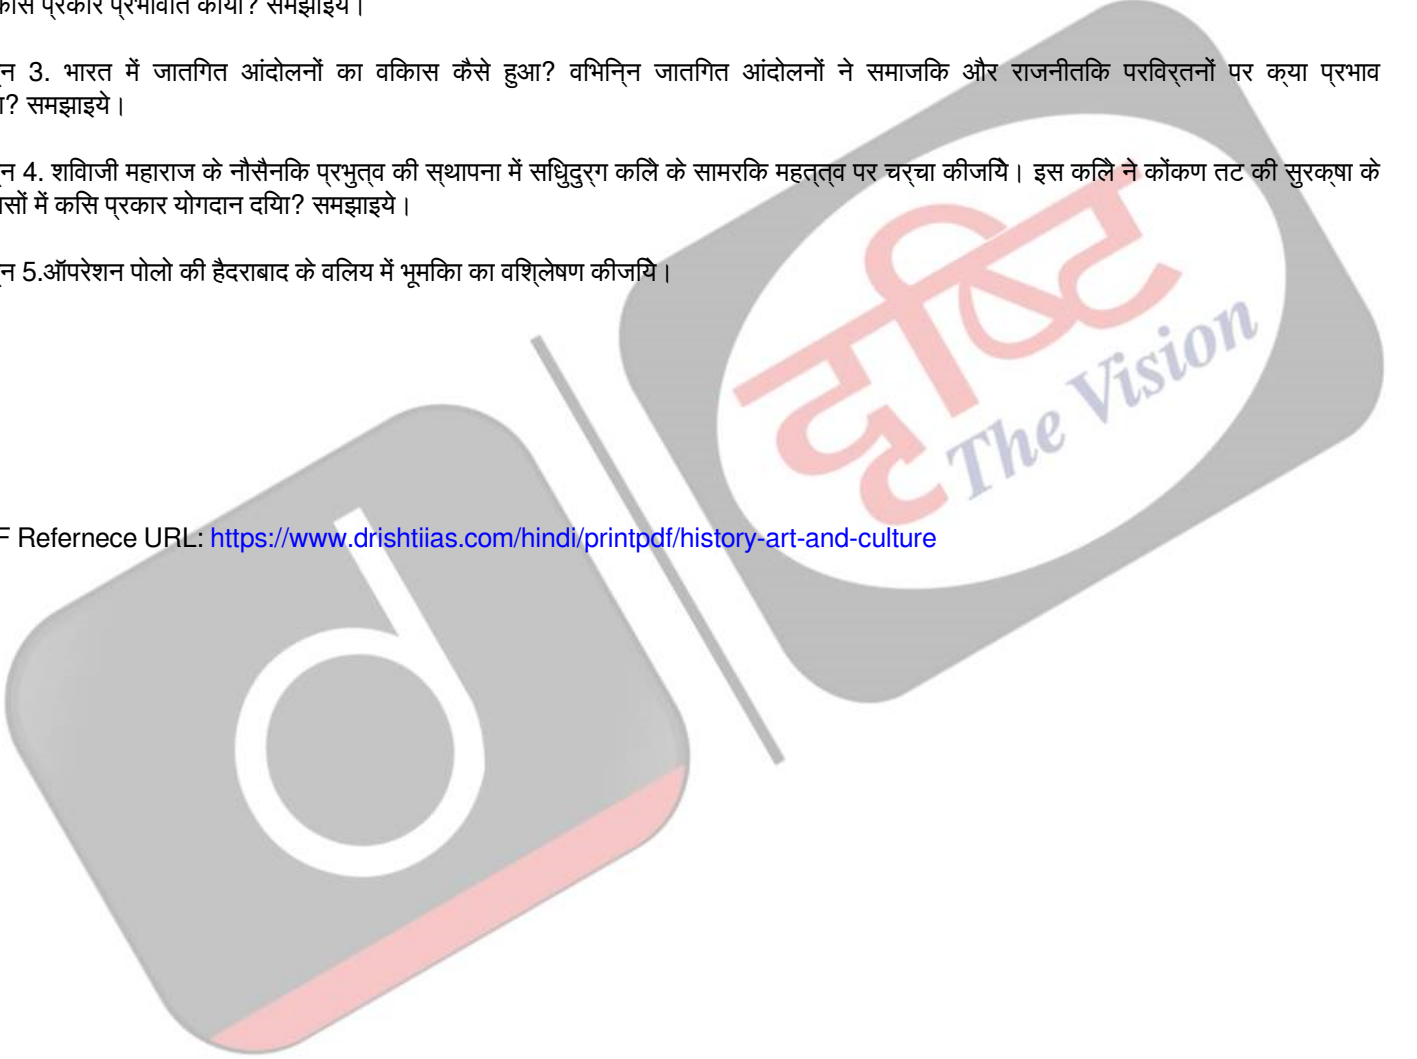 प्रकार प्रभावित किया? समझाइये।
न 3. भारत में जातिगत आंदोलनों का विकास कैसे हुआ? विभिन्न जातिगत आंदोलनों ने समाजिक और राजनीतिक परिवर्तनों पर क्या प्रभाव
? समझाइये।
न 4. शिवाजी महाराज के नौसैनिक प्रभुत्व की स्थापना में सिंधुदुर्ग किले के सामरिक महत्त्व पर चर्चा कीजिये। इस किले ने कोंकण तट की सुरक्षा के
सों में किस प्रकार योगदान दिया? समझाइये।
न 5.ऑपरेशन पोलो की हैदराबाद के विलय में भूमिका का विश्लेषण कीजिये।
दृष्टि
The Vision
F Refernece URL: https://www.drishtiias.com/hindi/printpdf/history-art-and-culture
d